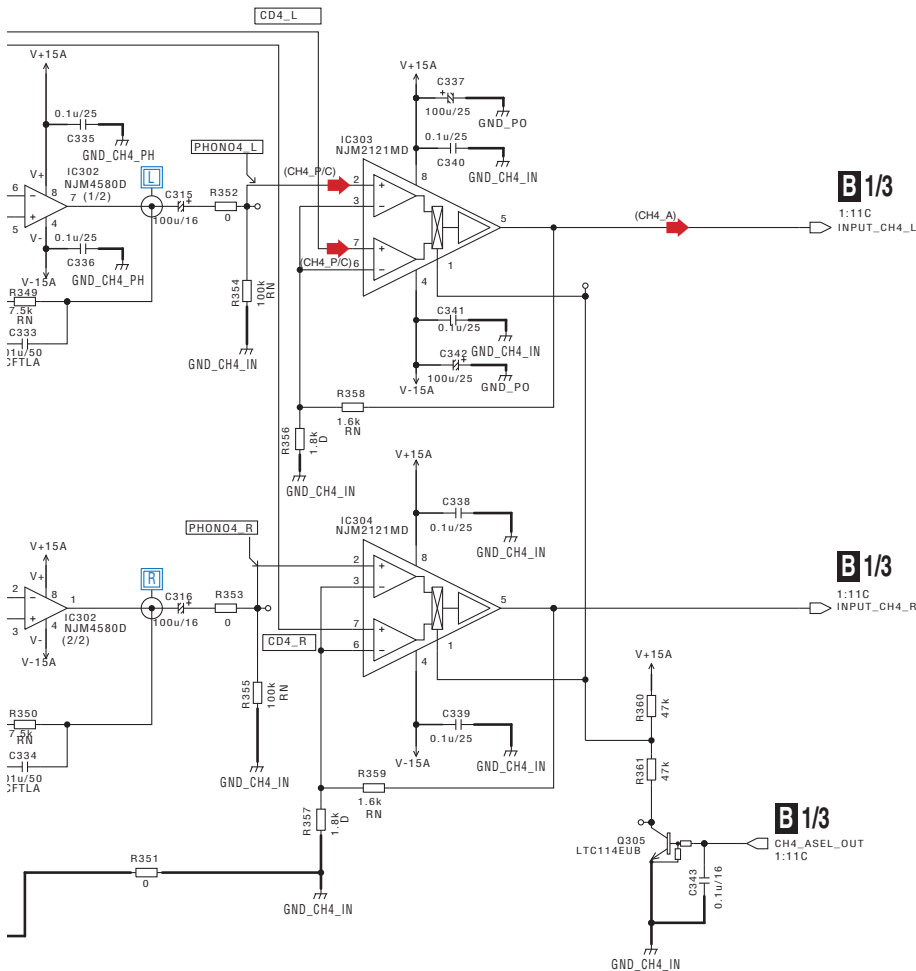 CD4_L
V+15A
V+15A
C337
100u/25
GND_PO
0.1u/25
C335
GND_CH4_PH
PHONO4_L
IC303
NJM2121MD
0.1u/25
C340
GND_CH4_IN
V+
IC302
NJM4580D
(1/2)
6
8
7
5
4
L
C315
100u/16
R352
0
(CH4_P/C)
2
8
3
7
6
5
1
4
(CH4_P/C)
(CH4_A)
B 1/3
1:11C
INPUT_CH4_L
V-
0.1u/25
C336
GND_CH4_PH
V-15A
R349
7.5k
RN
C333
01u/50
CFTLA
R354
100k
RN
GND_CH4_IN
C341
0.1u/25
GND_CH4_IN
C342
100u/25
GND_PO
V-15A
R358
1.6k
RN
R356
1.8k
D
GND_CH4_IN
V+15A
C338
0.1u/25
GND_CH4_IN
PHONO4_R
IC304
NJM2121MD
V+15A
V+
2
8
1
3
4
V-
IC302
NJM4580D
(2/2)
V-15A
R
C316
100u/16
R353
0
CD4_R
2
8
3
7
6
5
1
4
B 1/3
1:11C
INPUT_CH4_R
R350
7.5k
RN
C334
01u/50
CFTLA
R355
100k
RN
GND_CH4_IN
C339
0.1u/25
GND_CH4_IN
V-15A
R359
1.6k
RN
R357
1.8k
D
V+15A
R360
47k
R361
47k
R351
0
GND_CH4_IN
Q305
LTC114EUB
C343
0.1u/16
B 1/3
CH4_ASEL_OUT
1:11C
GND_CH4_IN